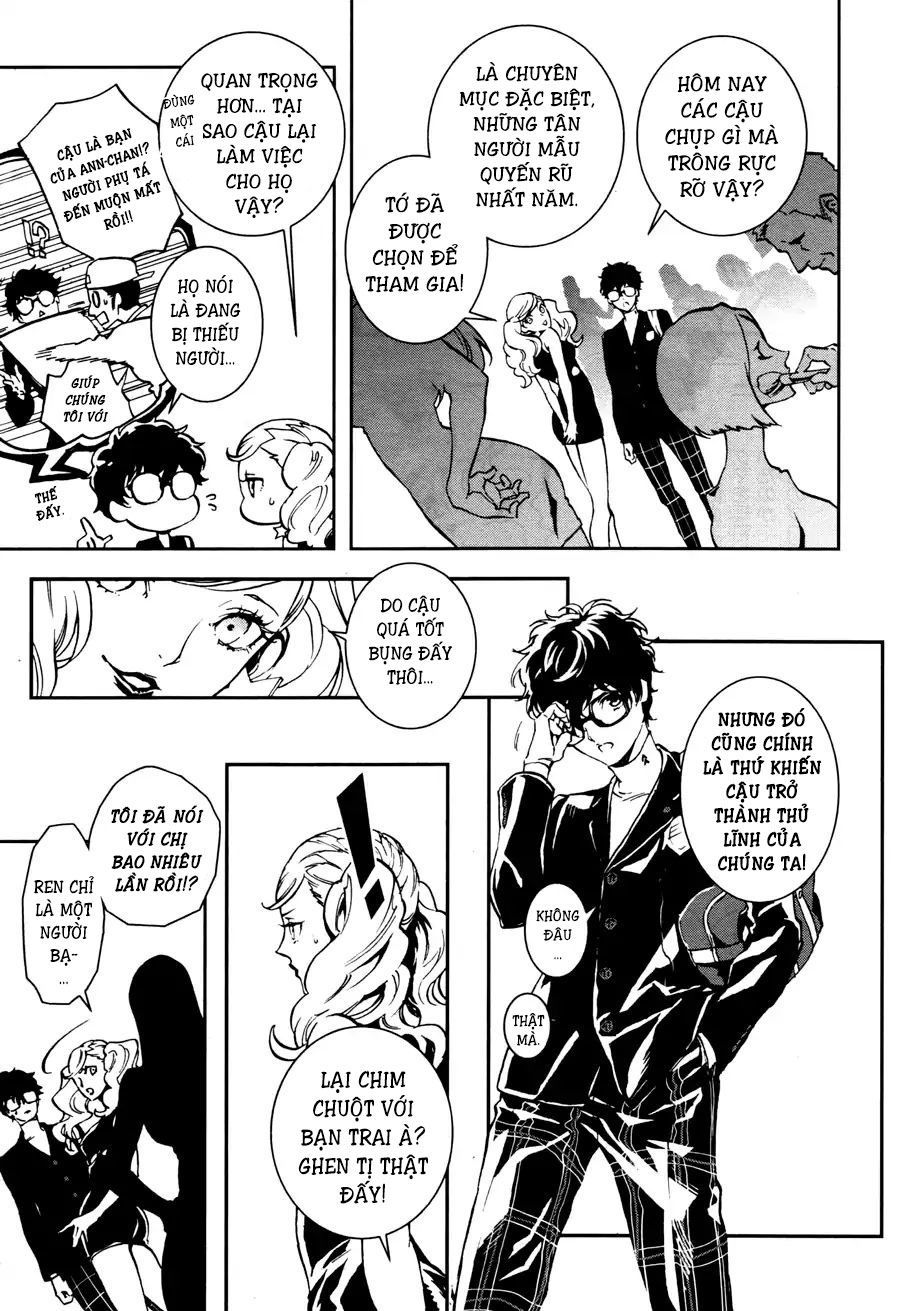 HÔM NAY
CÁC CẬU
CHỤP GÌ MÀ
TRÔNG RỰC
RỠ VẬY?
LÀ CHUYÊN
MỤC ĐẶC BIỆT,
NHỮNG TÂN
NGƯỜI MẪU
QUYẾN RŨ
NHẤT NĂM.
TỚ ĐÃ
ĐƯỢC
CHỌN ĐỂ
THAM GIA!
QUAN TRỌNG
HƠN... TẠI
SAO CẬU LẠI
LÀM VIỆC
CHO HỌ
VẬY?
ĐÙNG
MỘT
CÁI
CẬU LÀ BẠN
CỦA ANN-CHAN!?
NGƯỜI PHỤ TÁ
ĐẾN MUỘN MẤT
RỒI!!
!?
HỌ NÓI
LÀ ĐANG
BỊ THIẾU
NGƯỜI...
GIÚP
CHÚNG
TÔI VỚI
THẾ
ĐẤY.
DO CẬU
QUÁ TỐT
BỤNG ĐẤY
THÔI...
NHƯNG ĐÓ
CŨNG CHÍNH
LÀ THỨ KHIẾN
CẬU TRỞ
THÀNH THỦ
LĨNH CỦA
CHÚNG TA!
KHÔNG
ĐÂU
...
THẬT
MÀ.
LẠI CHIM
CHUỘT VỚI
BẠN TRAI À?
GHEN TỊ THẬT
ĐẤY!
TÔI ĐÃ NÓI
VỚI CHỊ
BAO NHIÊU
LẦN RỒI!?
REN CHỈ
LÀ MỘT
NGƯỜI
BẠ-
...